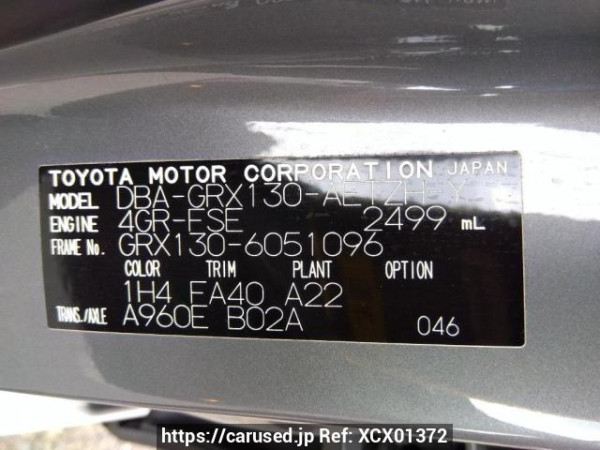 TOYOTA MOTOR CORPORATION JAPAN
MODEL DBA-GRX130-AETZH Y
ENGINE 4GR-FSE 2499 mL
FRAME No. GRX130-6051096
COLOR TRIM PLANT OPTION
1H4 FA40 A22
TRANS./AXLE A960E B02A 046
https://carused.jp Ref: XCX01372